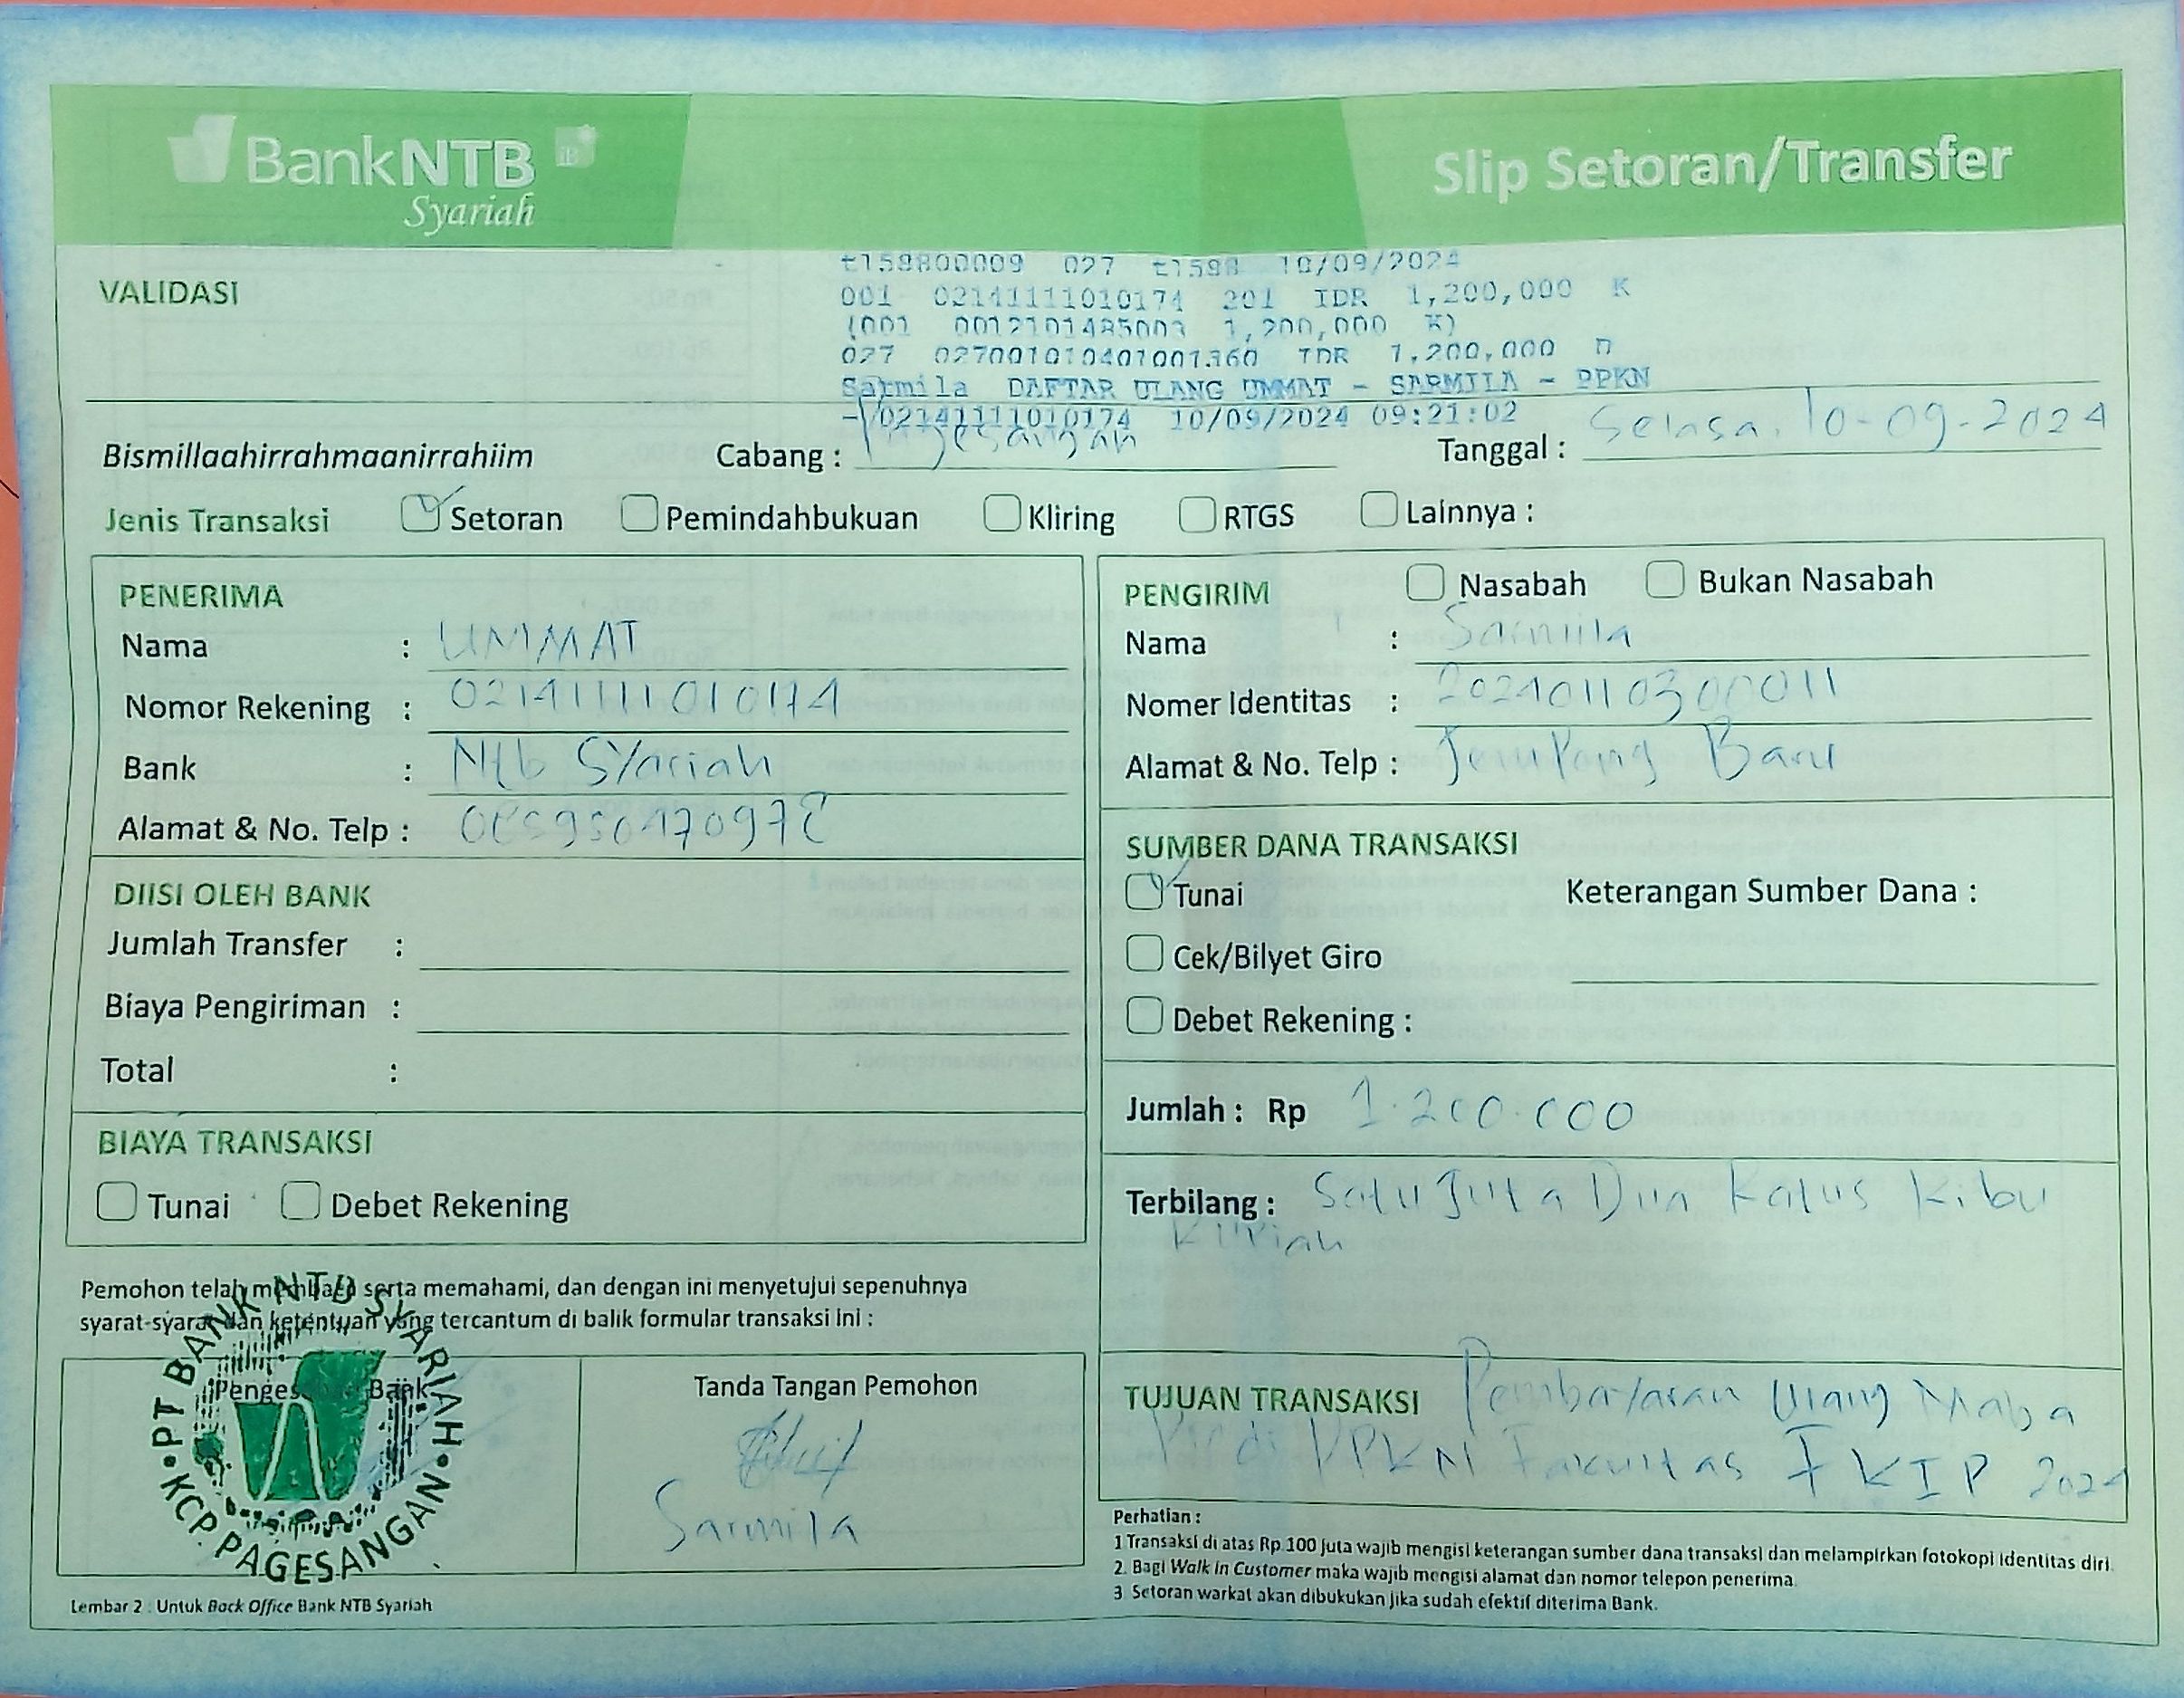 BankNTB iB
Syariah
Slip Setoran/Transfer
VALIDASI
t159800009 027 t1598 10/09/2024
001 02141111010174 201 IDR 1,200,000 K
(001 0012101485003 1,200,000 K)
027 027001010401001360 IDR 1,200,000 D
Sarmila DAFTAR ULANG UMMAT - SARMILA - PPKN
-/02141111010174 10/09/2024 09:21:02
Bismillaahirrahmaanirrahiim Cabang : Pagesangan Tanggal : Selasa, 10-09-2024
Jenis Transaksi Setoran Pemindahbukuan Kliring RTGS Lainnya :
PENERIMA
Nama : UMMAT
Nomor Rekening : 02141111010174
Bank : Ntb Syariah
Alamat & No. Telp :
DIISI OLEH BANK
Jumlah Transfer :
Biaya Pengiriman :
Total :
BIAYA TRANSAKSI
Tunai Debet Rekening
PENGIRIM Nasabah Bukan Nasabah
Nama : Sarmila
Nomer Identitas : 20240110300011
Alamat & No. Telp : Jempong Baru
SUMBER DANA TRANSAKSI
Tunai Keterangan Sumber Dana :
Cek/Bilyet Giro
Debet Rekening :
Jumlah : Rp 1.200.000
Terbilang : Satu Juta Dua Ratus Ribu
Rupiah
TUJUAN TRANSAKSI Pembayaran Ulang Maba
Prodi PPKN Fakultas FKIP 2024
Pemohon telah membaca serta memahami, dan dengan ini menyetujui sepenuhnya
syarat-syarat dan ketentuan yang tercantum di balik formular transaksi ini :
Pengesahan Bank
PT BANK NTB SYARIAH
KCP PAGESANGAN
Tanda Tangan Pemohon
Sarmila
Perhatian :
1 Transaksi di atas Rp 100 juta wajib mengisi keterangan sumber dana transaksi dan melampirkan fotokopi identitas diri.
2. Bagi Walk In Customer maka wajib mengisi alamat dan nomor telepon penerima.
3 Setoran warkat akan dibukukan jika sudah efektif diterima Bank.
Lembar 2 : Untuk Back Office Bank NTB Syariah